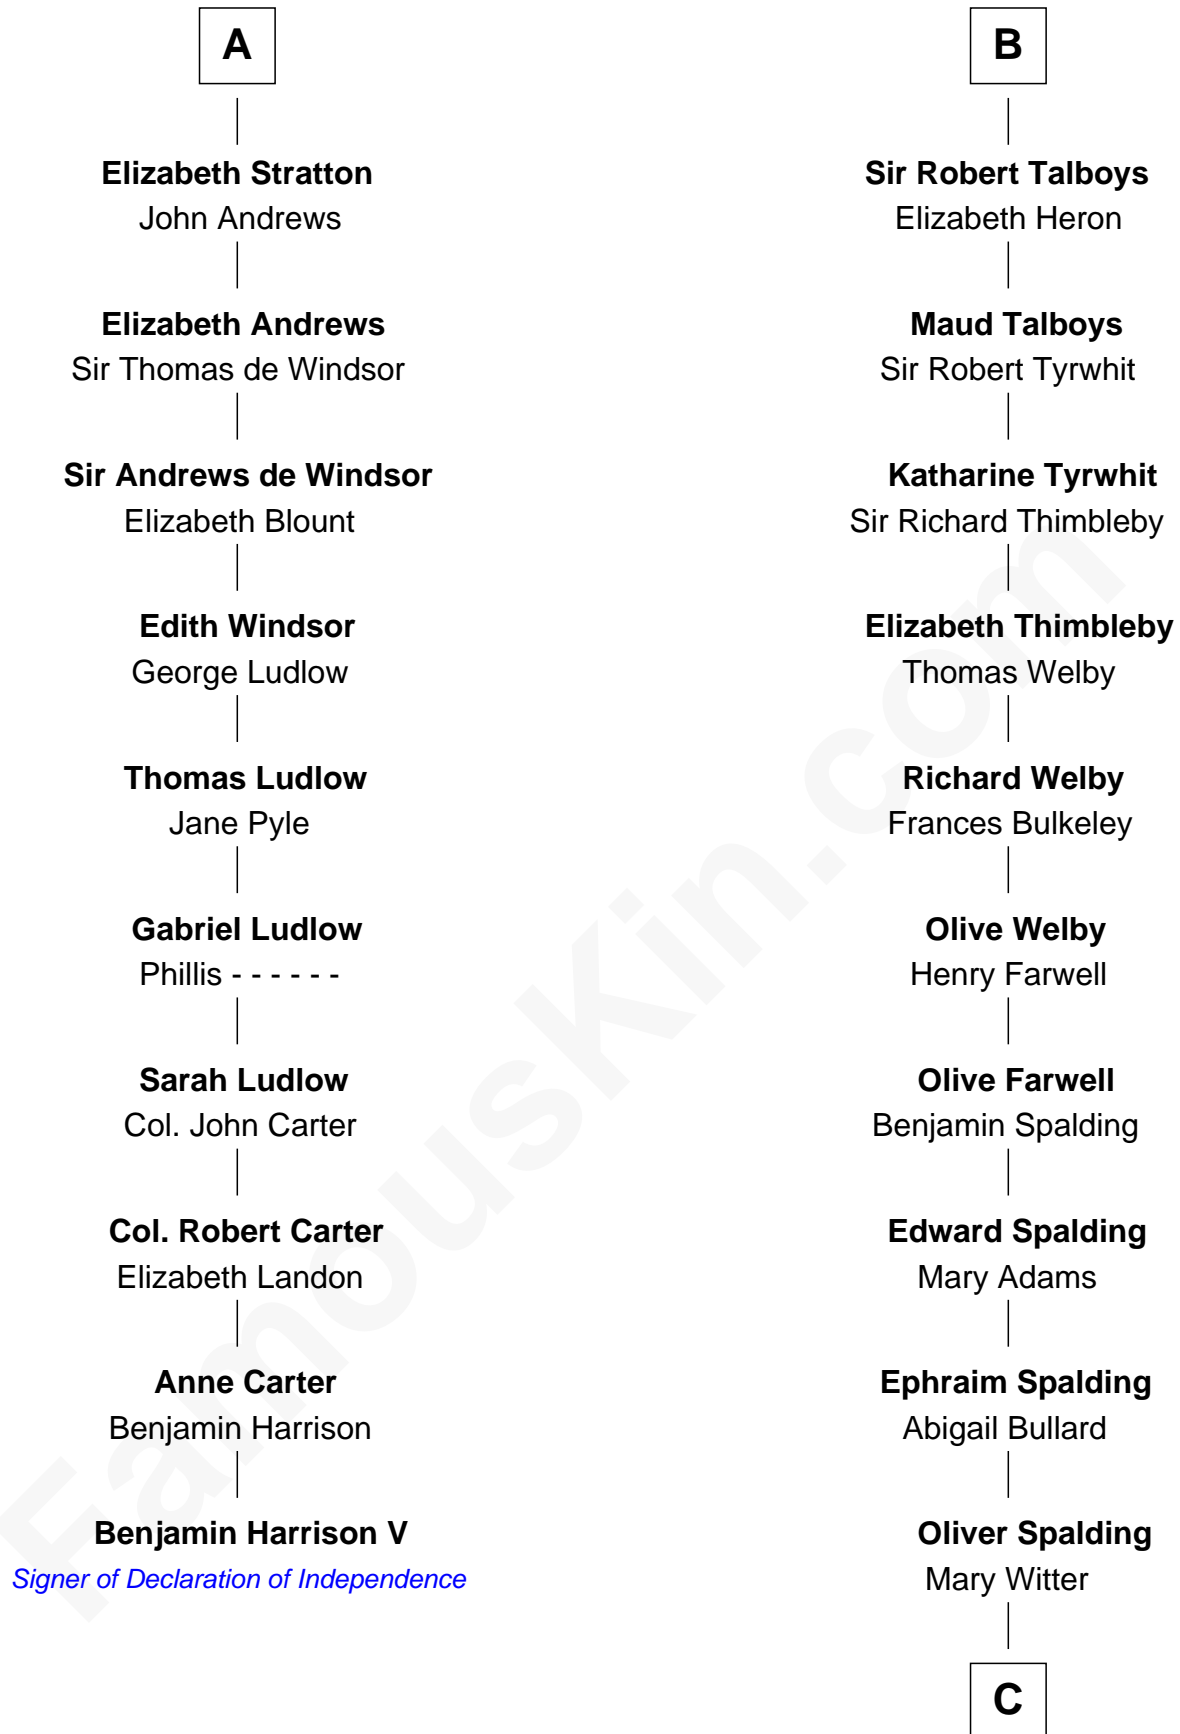 A
Elizabeth Stratton
John Andrews
Elizabeth Andrews
Sir Thomas de Windsor
Sir Andrews de Windsor
Elizabeth Blount
Edith Windsor
George Ludlow
Thomas Ludlow
Jane Pyle
Gabriel Ludlow
Phillis - - - - - -
Sarah Ludlow
Col. John Carter
Col. Robert Carter
Elizabeth Landon
Anne Carter
Benjamin Harrison
Benjamin Harrison V
Signer of Declaration of Independence
B
Sir Robert Talboys
Elizabeth Heron
Maud Talboys
Sir Robert Tyrwhit
Katharine Tyrwhit
Sir Richard Thimbleby
Elizabeth Thimbleby
Thomas Welby
Richard Welby
Frances Bulkeley
Olive Welby
Henry Farwell
Olive Farwell
Benjamin Spalding
Edward Spalding
Mary Adams
Ephraim Spalding
Abigail Bullard
Oliver Spalding
Mary Witter
C
FamousKin.com